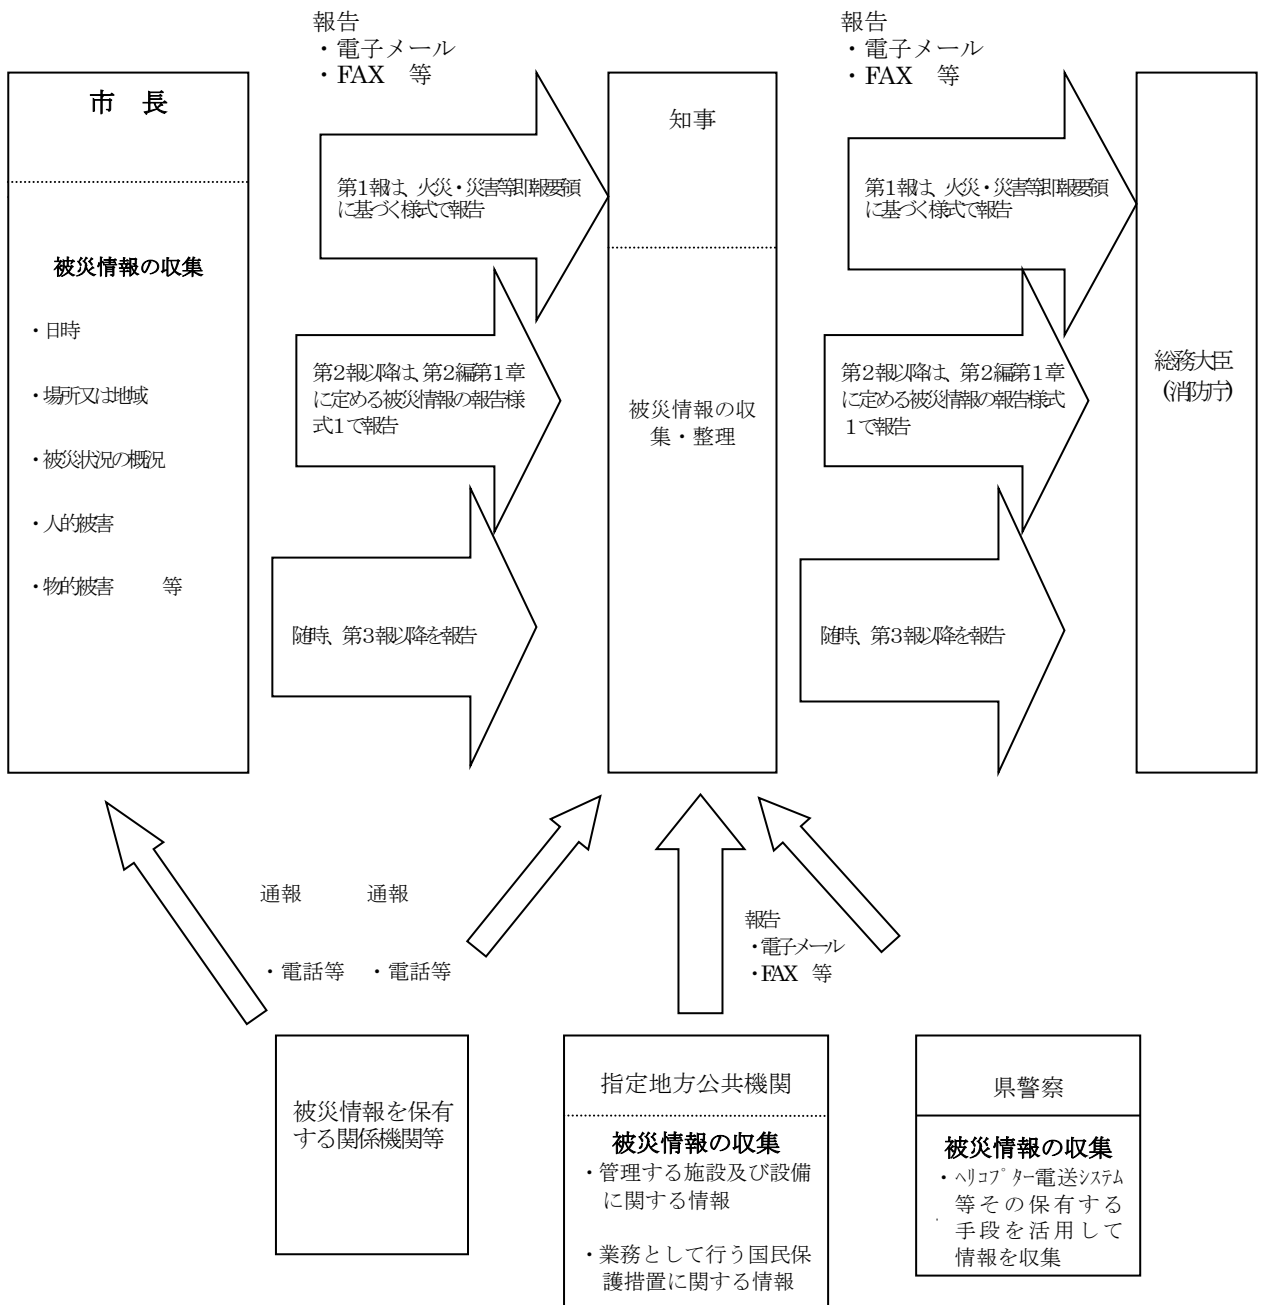 報告
・電子メール
・FAX　等
報告
・電子メール
・FAX　等
市　長
被災情報の収集
・日時
・場所又は地域
・被災状況の概況
・人的被害
・物的被害　　等
第1報は、火災・災害等即報要領
に基づく様式で報告
第2報以降は、第2編第1章
に定める被災情報の報告様
式1で報告
随時、第3報以降を報告
知事
被災情報の収
集・整理
第1報は、火災・災害等即報要領
に基づく様式で報告
第2報以降は、第2編第1章
に定める被災情報の報告様式
1で報告
随時、第3報以降を報告
総務大臣
(消防庁)
通報　　通報
・電話等　・電話等
報告
・電子メール
・FAX　等
被災情報を保有
する関係機関等
指定地方公共機関
被災情報の収集
・管理する施設及び設備
に関する情報
・業務として行う国民保
護措置に関する情報
県警察
被災情報の収集
・ﾍﾘｺﾌﾟﾀｰ電送ｼｽﾃﾑ
等その保有する
手段を活用して
情報を収集